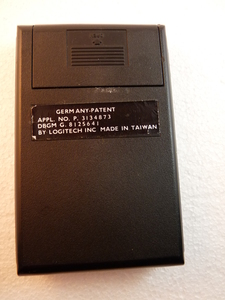 GERMANY-PATENT
APPL. NO. P. 3134873
DBGM G. 8125641
BY LOGITECH INC MADE IN TAIWAN